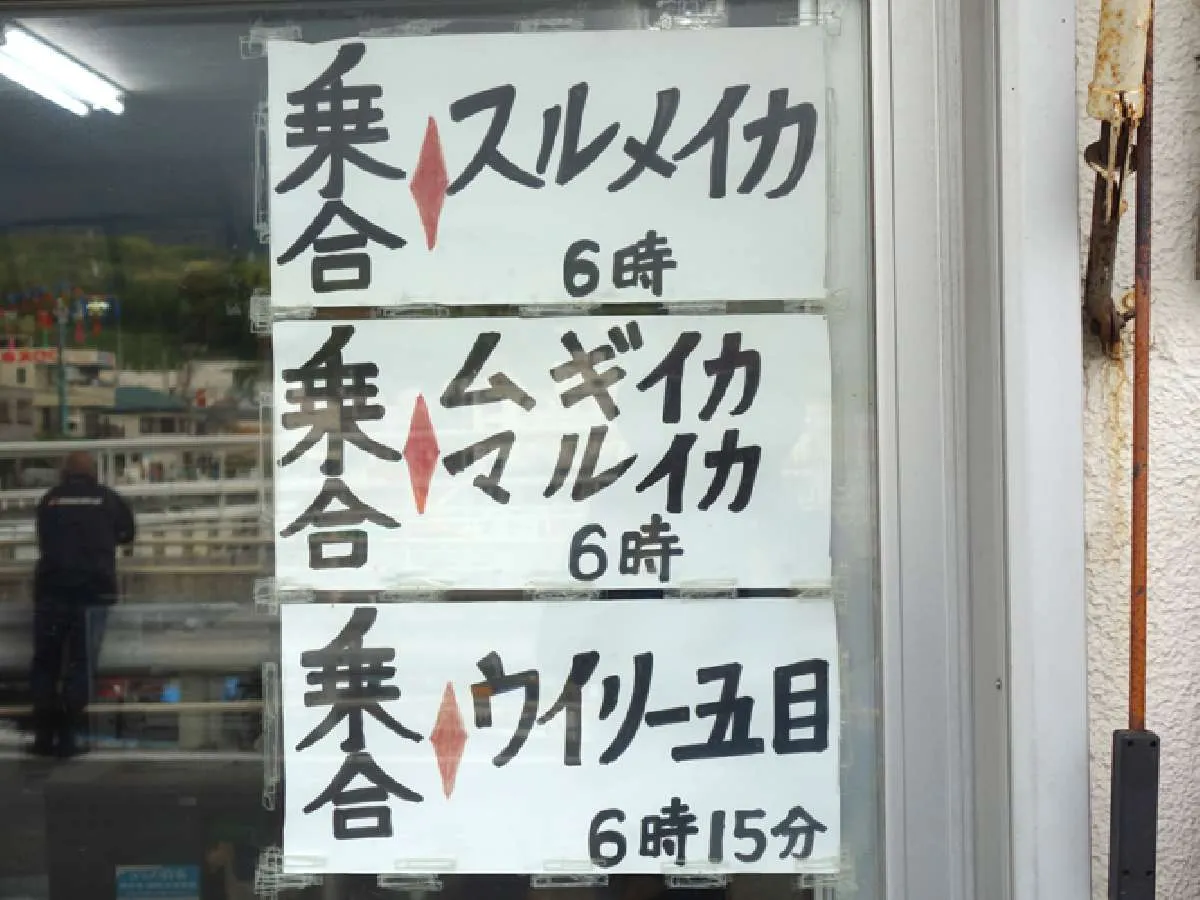 乗合
スルメイカ
6時
乗合
ムギイカ
マルイカ
6時
乗合
ウイリー五目
6時15分